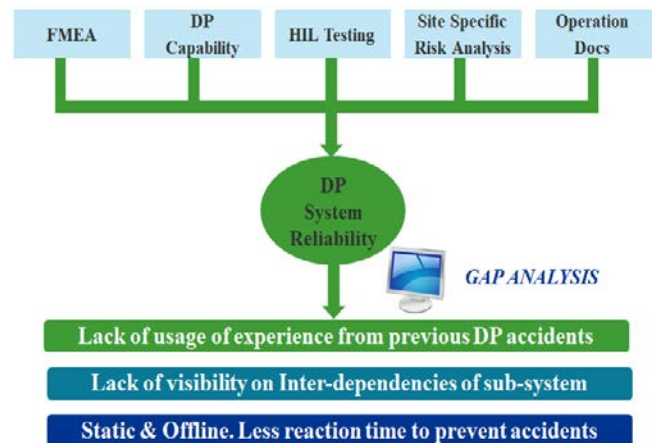 FMEA
DP
Capability
HIL Testing
Site Specific
Risk Analysis
Operation
Docs
DP
System
Reliability
GAP ANALYSIS
Lack of usage of experience from previous DP accidents
Lack of visibility on Inter-dependencies of sub-system
Static & Offline. Less reaction time to prevent accidents